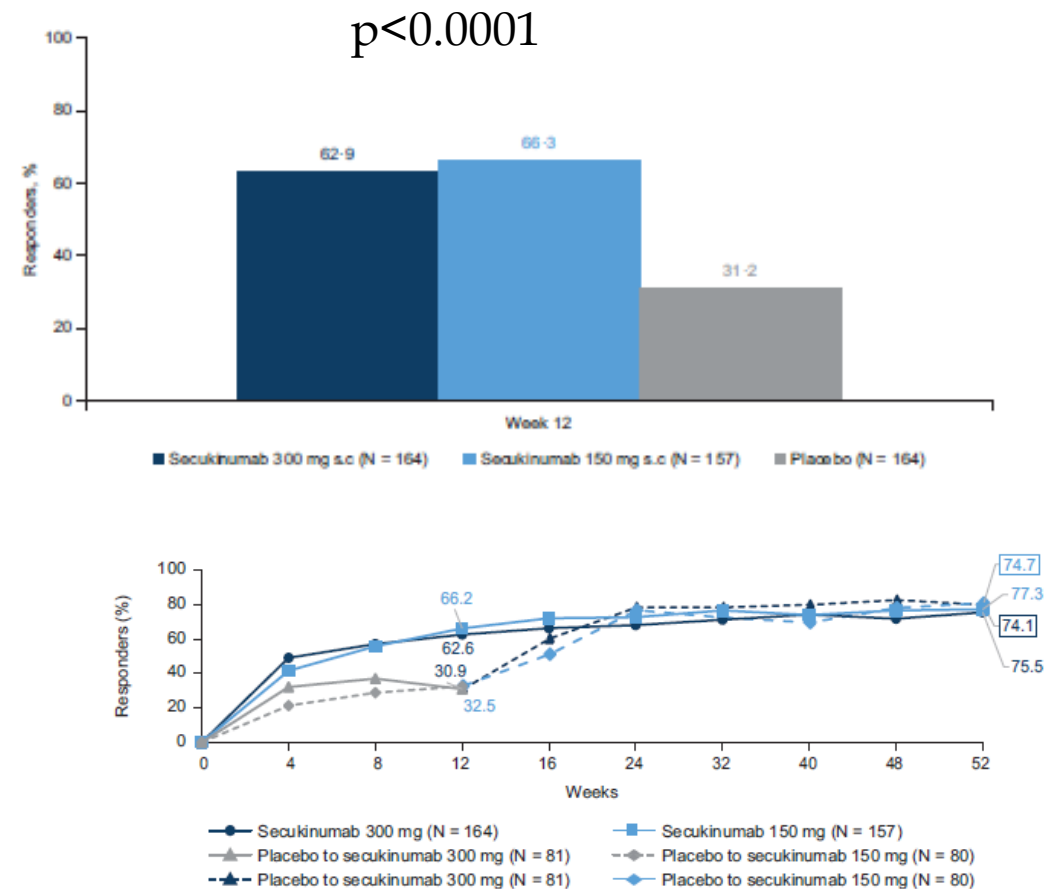 p<0.0001
100
80
60
40
20
0
Responders, %
62·9
66·3
31·2
Week 12
Secukinumab 300 mg s.c (N = 164) Secukinumab 150 mg s.c (N = 157) Placebo (N = 164)
100
80
60
40
20
0
Responders (%)
66.2
62.6
30.9
32.5
74.7
77.3
74.1
75.5
0 4 8 12 16 24 32 40 48 52
Weeks
Secukinumab 300 mg (N = 164) Secukinumab 150 mg (N = 157)
Placebo to secukinumab 300 mg (N = 81) Placebo to secukinumab 150 mg (N = 80)
Placebo to secukinumab 300 mg (N = 81) Placebo to secukinumab 150 mg (N = 80)